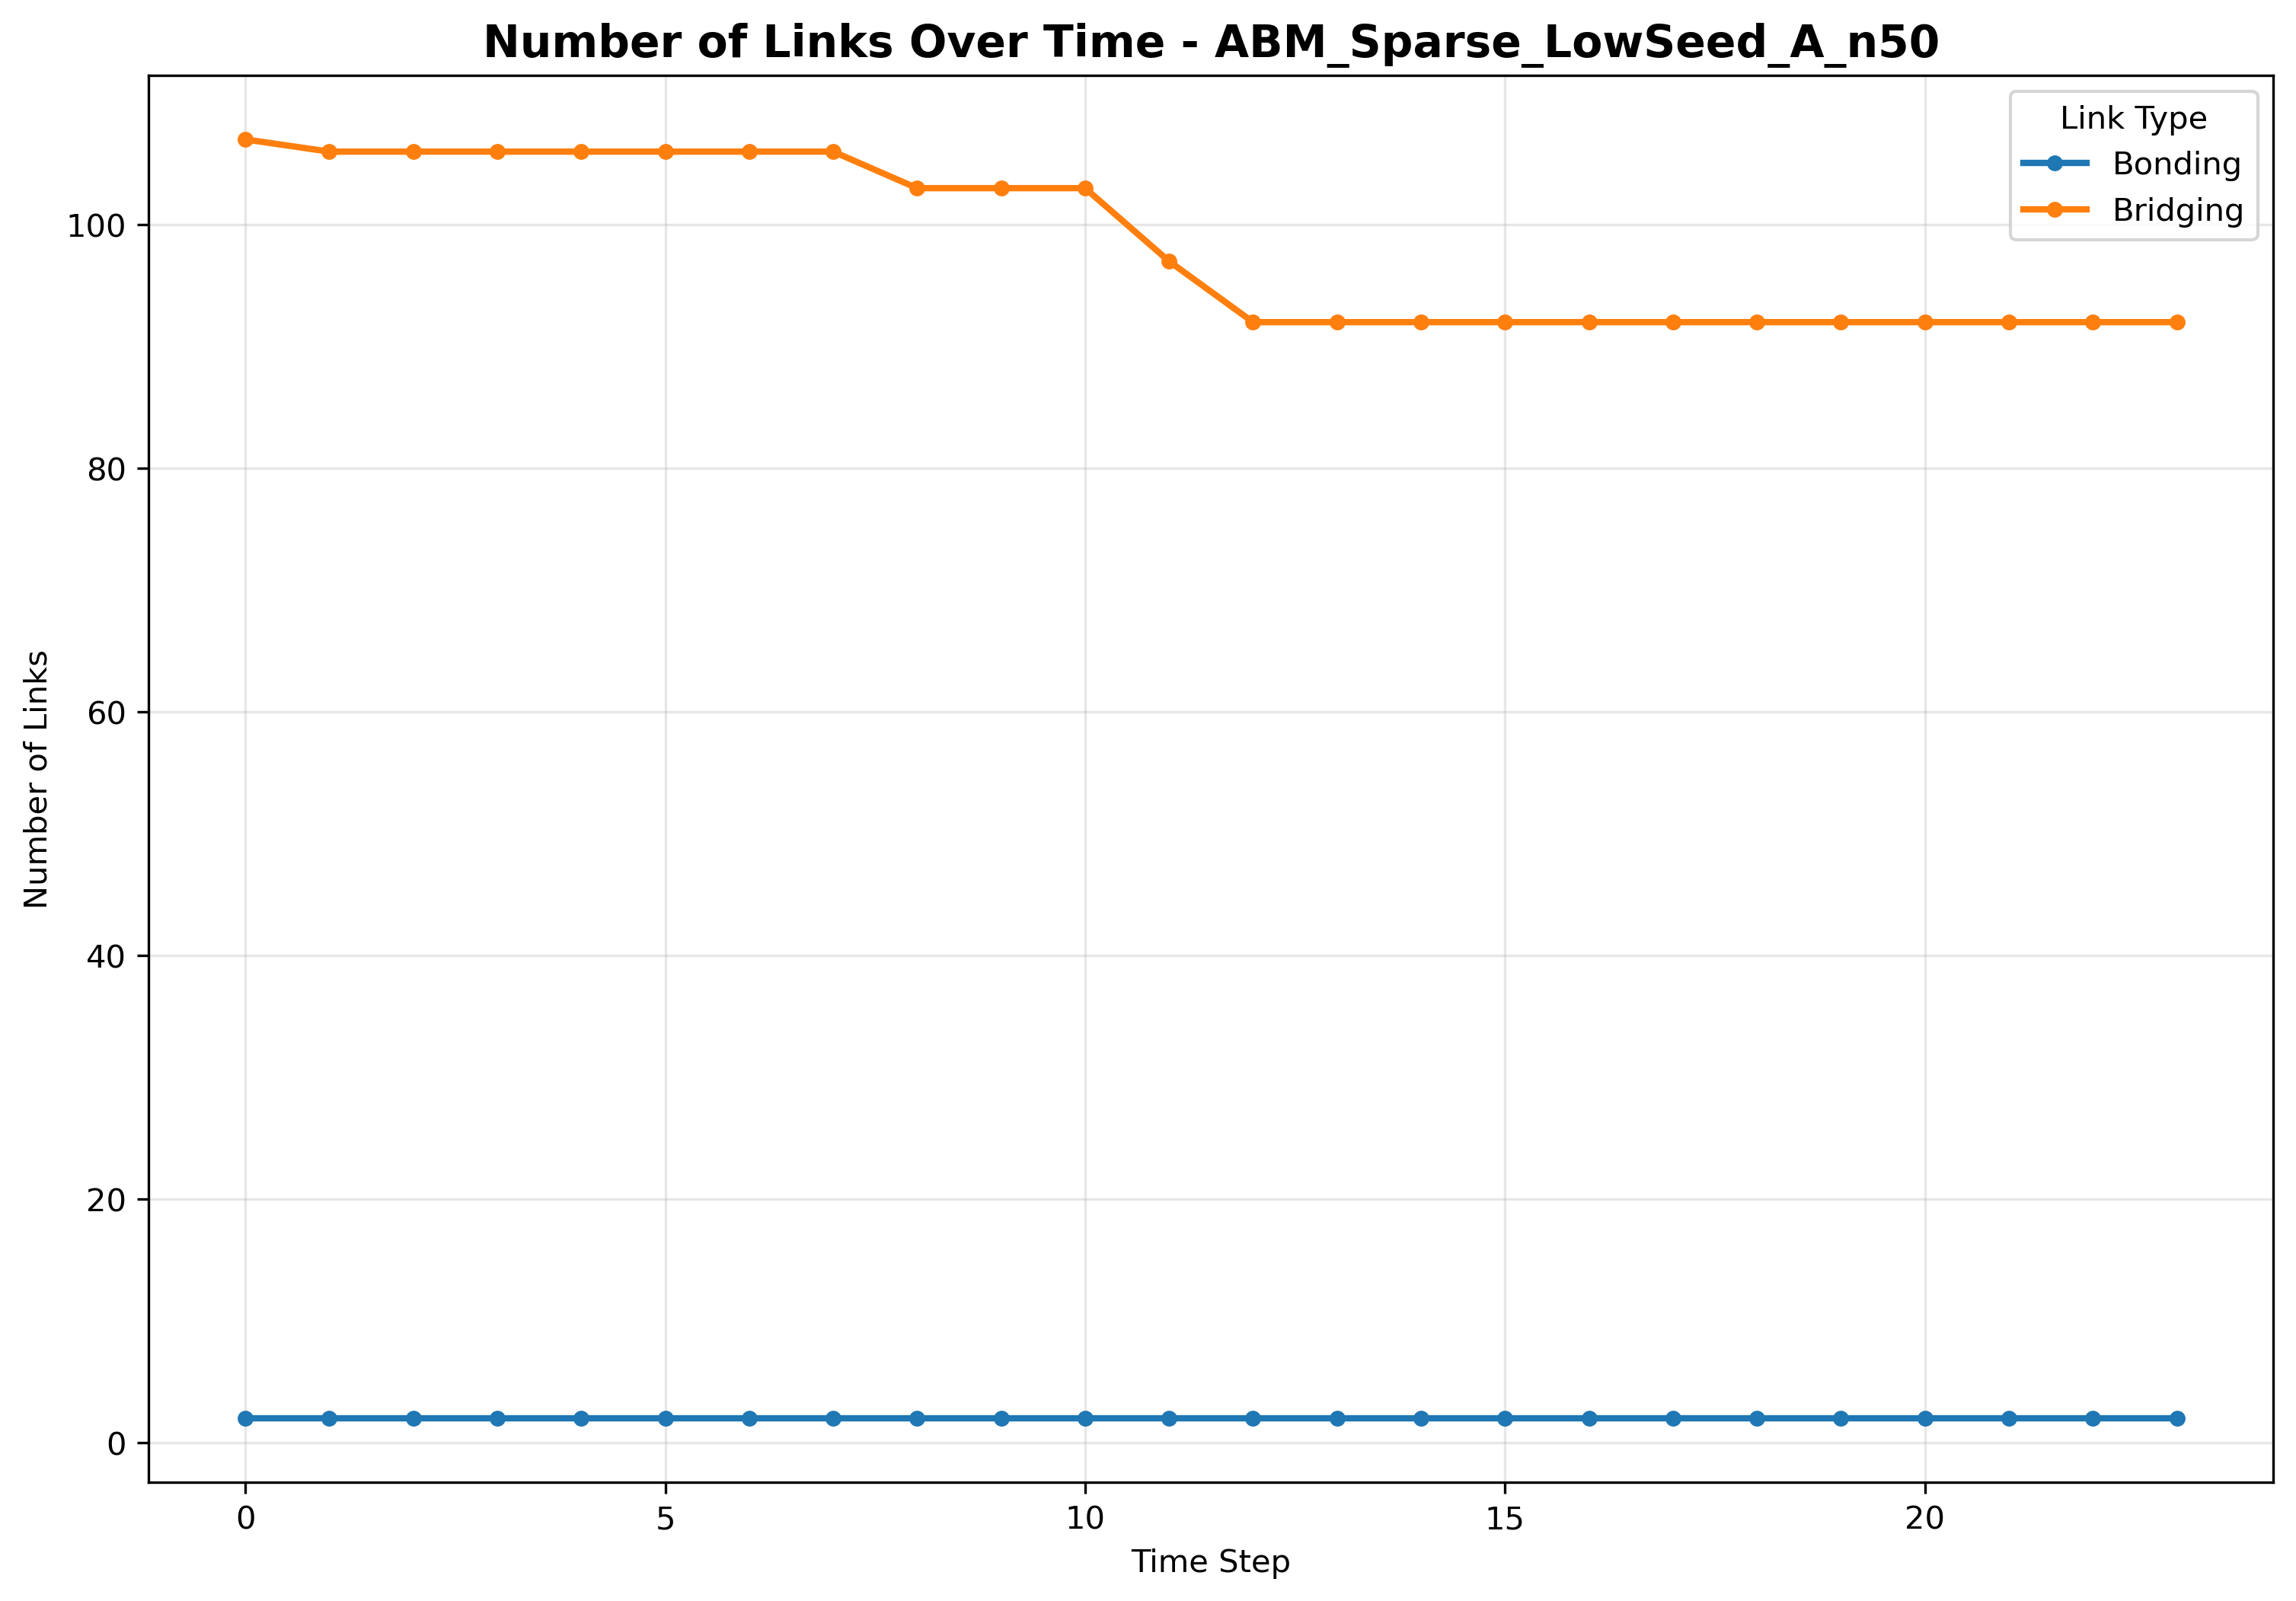 Number of Links Over Time - ABM_Sparse_LowSeed_A_n50
Link Type
Bonding
Bridging
Number of Links
100
80
60
40
20
0
0 5 10 15 20
Time Step